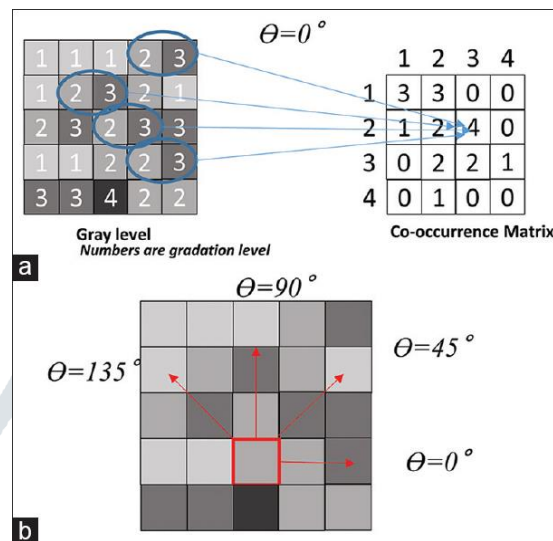 Θ=0°
1 1 1 2 3
1 2 3 2 1
2 3 2 3 3
1 1 2 2 3
3 3 4 2 2
Gray level
Numbers are gradation level
1 2 3 4
1 3 3 0 0
2 1 2 4 0
3 0 2 2 1
4 0 1 0 0
Co-occurrence Matrix
a
Θ=90°
Θ=135°
Θ=45°
Θ=0°
b